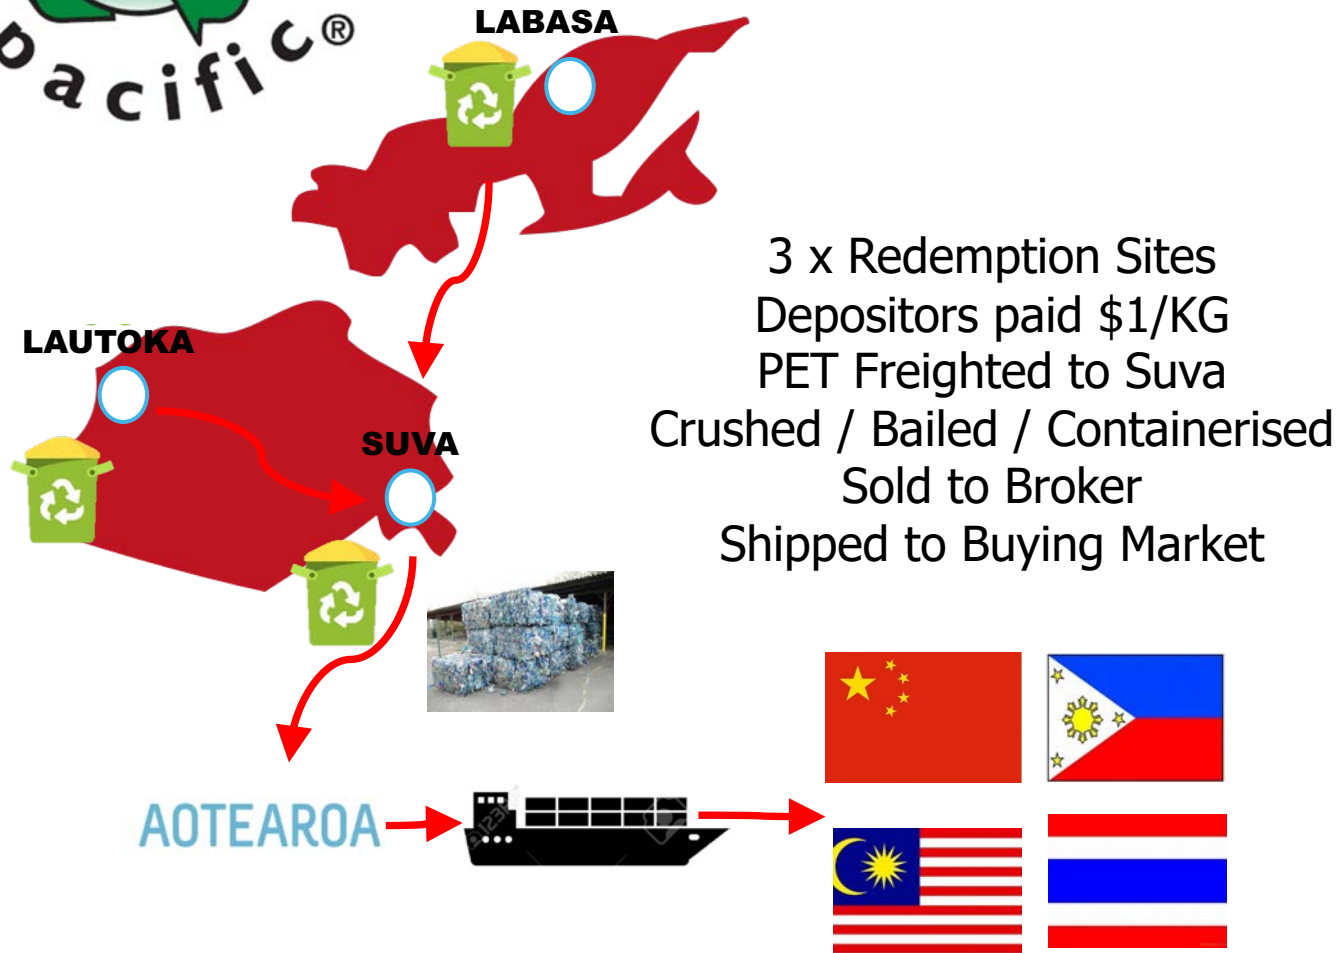 pacific®
LABASA
LAUTOKA
SUVA
3 x Redemption Sites
Depositors paid $1/KG
PET Freighted to Suva
Crushed / Bailed / Containerised
Sold to Broker
Shipped to Buying Market
AOTEAROA